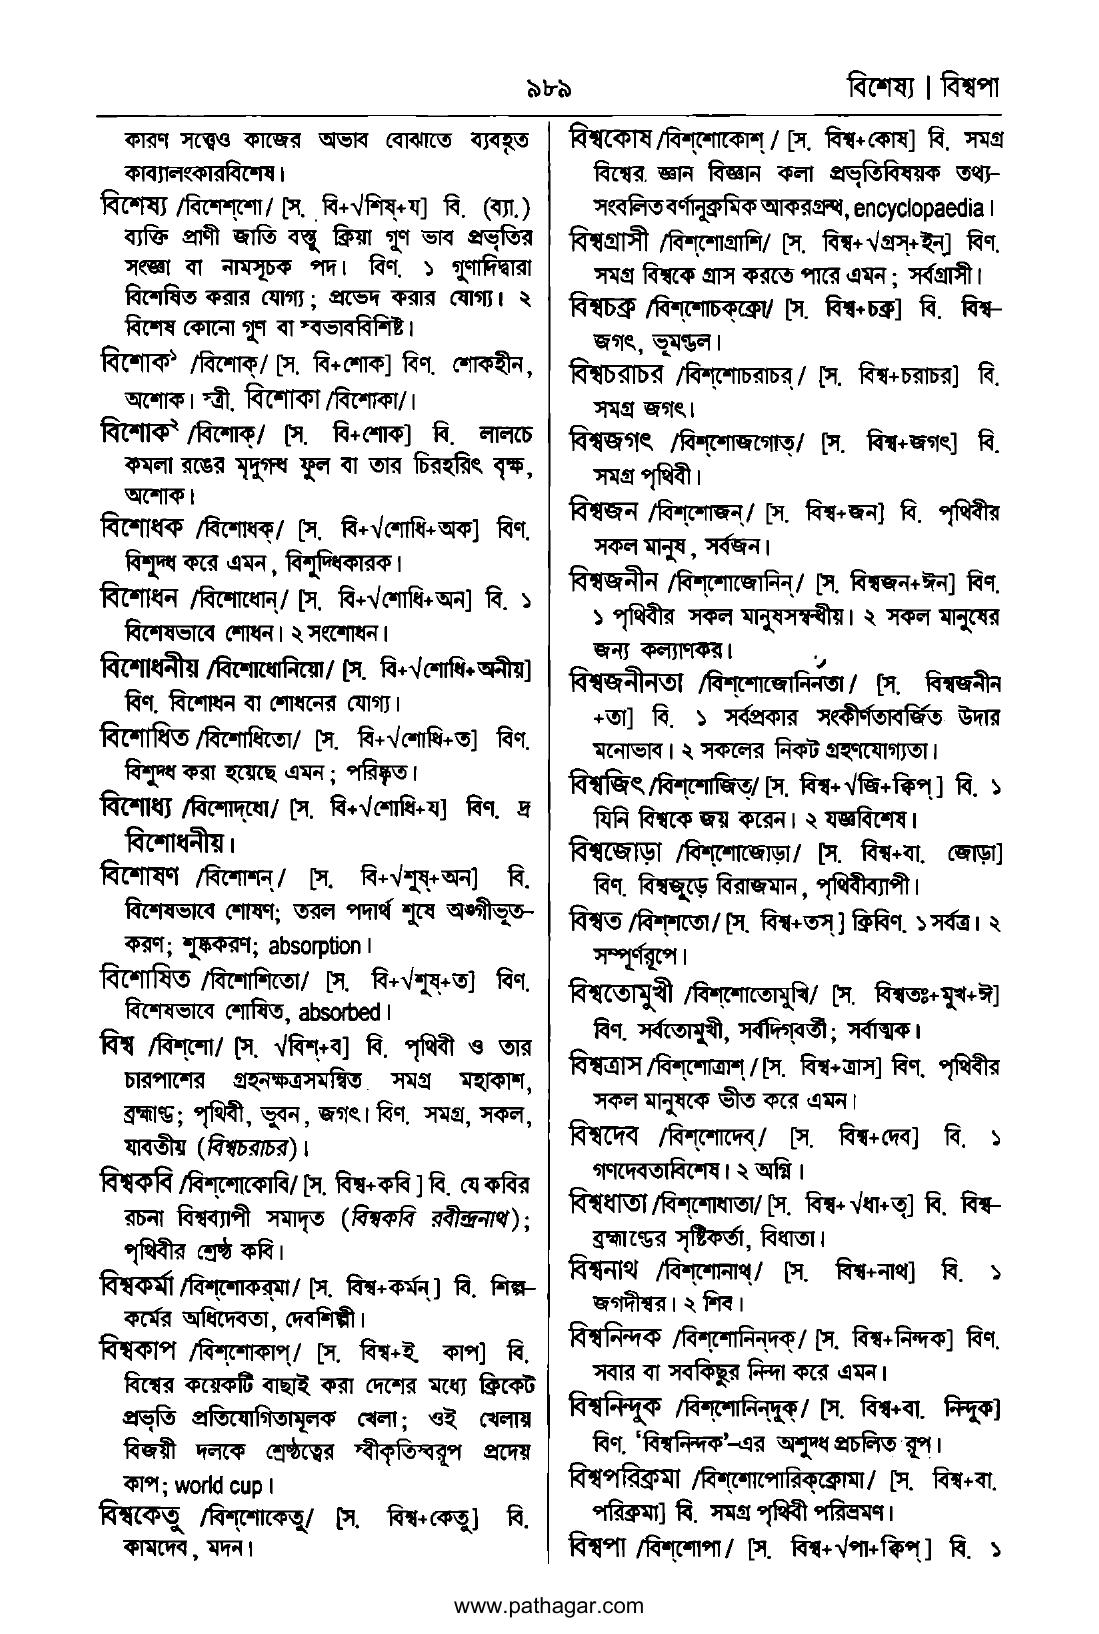 ৯৮৯
বিশেষ্য | বিশ্বপা
কারণ সত্ত্বেও কাজের অভাব বোঝাতে ব্যবহৃত
কাব্যালংকারবিশেষ।
বিশেষ্য /বিশেশ্‌শো/ [স. বি+√শিষ্+য] বি. (ব্যা.)
ব্যক্তি প্রাণী জাতি বস্তু ক্রিয়া গুণ ভাব প্রভৃতির
সংজ্ঞা বা নামসূচক পদ। বিণ. ১ গুণাদিদ্বারা
বিশেষিত করার যোগ্য; প্রভেদ করার যোগ্য। ২
বিশেষ কোনো গুণ বা স্বভাববিশিষ্ট।
বিশোক১ /বিশোক্/ [স. বি+শোক] বিণ. শোকহীন,
অশোক। স্ত্রী. বিশোকা /বিশোকা/।
বিশোক২ /বিশোক্/ [স. বি+শোক] বি. লালচে
কমলা রঙের মৃদুগন্ধ ফুল বা তার চিরহরিৎ বৃক্ষ,
অশোক।
বিশোধক /বিশোধক্/ [স. বি+√শোধি+অক] বিণ.
বিশুদ্ধ করে এমন, বিশুদ্ধিকারক।
বিশোধন /বিশোধোন্/ [স. বি+√শোধি+অন] বি. ১
বিশেষভাবে শোধন। ২ সংশোধন।
বিশোধনীয় /বিশোধোনিয়ো/ [স. বি+√শোধি+অনীয়]
বিণ. বিশোধন বা শোধনের যোগ্য।
বিশোধিত /বিশোধিতো/ [স. বি+√শোধি+ত] বিণ.
বিশুদ্ধ করা হয়েছে এমন; পরিষ্কৃত।
বিশোধ্য /বিশোদ্‌ধো/ [স. বি+√শোধি+য] বিণ. দ্র
বিশোধনীয়।
বিশোষণ /বিশোশন্/ [স. বি+√শুষ্+অন] বি.
বিশেষভাবে শোষণ; তরল পদার্থ শুষে অঙ্গীভূত–
করণ; শুষ্ককরণ; absorption।
বিশোষিত /বিশোশিতো/ [স. বি+√শুষ্+ত] বিণ.
বিশেষভাবে শোষিত, absorbed।
বিশ্ব /বিশ্‌শো/ [স. √বিশ্+ব] বি. পৃথিবী ও তার
চারপাশের গ্রহনক্ষত্রসমন্বিত সমগ্র মহাকাশ,
ব্রহ্মাণ্ড; পৃথিবী, ভুবন, জগৎ। বিণ. সমগ্র, সকল,
যাবতীয় (বিশ্বচরাচর)।
বিশ্বকবি /বিশ্‌শোকোবি/ [স. বিশ্ব+কবি] বি. যে কবির
রচনা বিশ্বব্যাপী সমাদৃত (বিশ্বকবি রবীন্দ্রনাথ);
পৃথিবীর শ্রেষ্ঠ কবি।
বিশ্বকর্মা /বিশ্‌শোকর্‌মা/ [স. বিশ্ব+কর্মন্] বি. শিল্প–
কর্মের অধিদেবতা, দেবশিল্পী।
বিশ্বকাপ /বিশ্‌শোকাপ্/ [স. বিশ্ব+ই. কাপ] বি.
বিশ্বের কয়েকটি বাছাই করা দেশের মধ্যে ক্রিকেট
প্রভৃতি প্রতিযোগিতামূলক খেলা; ওই খেলায়
বিজয়ী দলকে শ্রেষ্ঠত্বের স্বীকৃতিস্বরূপ প্রদেয়
কাপ; world cup।
বিশ্বকেতু /বিশ্‌শোকেতু/ [স. বিশ্ব+কেতু] বি.
কামদেব, মদন।
বিশ্বকোষ /বিশ্‌শোকোশ্/ [স. বিশ্ব+কোষ] বি. সমগ্র
বিশ্বের জ্ঞান বিজ্ঞান কলা প্রভৃতিবিষয়ক তথ্য–
সংবলিত বর্ণানুক্রমিক আকরগ্রন্থ, encyclopaedia।
বিশ্বগ্রাসী /বিশ্‌শোগ্রাশি/ [স. বিশ্ব+√গ্রস্+ইন্] বিণ.
সমগ্র বিশ্বকে গ্রাস করতে পারে এমন; সর্বগ্রাসী।
বিশ্বচক্র /বিশ্‌শোচক্‌ক্রো/ [স. বিশ্ব+চক্র] বি. বিশ্ব–
জগৎ, ভূমণ্ডল।
বিশ্বচরাচর /বিশ্‌শোচরাচর্/ [স. বিশ্ব+চরাচর] বি.
সমগ্র জগৎ।
বিশ্বজগৎ /বিশ্‌শোজগোত্/ [স. বিশ্ব+জগৎ] বি.
সমগ্র পৃথিবী।
বিশ্বজন /বিশ্‌শোজন্/ [স. বিশ্ব+জন] বি. পৃথিবীর
সকল মানুষ, সর্বজন।
বিশ্বজনীন /বিশ্‌শোজোনিন্/ [স. বিশ্বজন+ঈন] বিণ.
১ পৃথিবীর সকল মানুষসম্বন্ধীয়। ২ সকল মানুষের
জন্য কল্যাণকর।
বিশ্বজনীনতা /বিশ্‌শোজোনিনতা/ [স. বিশ্বজনীন
+তা] বি. ১ সর্বপ্রকার সংকীর্ণতাবর্জিত উদার
মনোভাব। ২ সকলের নিকট গ্রহণযোগ্যতা।
বিশ্বজিৎ /বিশ্‌শোজিত্/ [স. বিশ্ব+√জি+ক্বিপ্] বি. ১
যিনি বিশ্বকে জয় করেন। ২ যজ্ঞবিশেষ।
বিশ্বজোড়া /বিশ্‌শোজোড়া/ [স. বিশ্ব+বা. জোড়া]
বিণ. বিশ্বজুড়ে বিরাজমান, পৃথিবীব্যাপী।
বিশ্বত /বিশ্‌শতো/ [স. বিশ্ব+তস্] ক্রিবিণ. ১ সর্বত্র। ২
সম্পূর্ণরূপে।
বিশ্বতোমুখী /বিশ্‌শোতোমুখি/ [স. বিশ্বতঃ+মুখ+ঈ]
বিণ. সর্বতোমুখী, সর্বদিগ্‌বর্তী; সর্বাত্মক।
বিশ্বত্রাস /বিশ্‌শোত্রাশ্/ [স. বিশ্ব+ত্রাস] বিণ. পৃথিবীর
সকল মানুষকে ভীত করে এমন।
বিশ্বদেব /বিশ্‌শোদেব্/ [স. বিশ্ব+দেব] বি. ১
গণদেবতাবিশেষ। ২ অগ্নি।
বিশ্বধাতা /বিশ্‌শোধাতা/ [স. বিশ্ব+√ধা+তৃ] বি. বিশ্ব–
ব্রহ্মাণ্ডের সৃষ্টিকর্তা, বিধাতা।
বিশ্বনাথ /বিশ্‌শোনাথ্/ [স. বিশ্ব+নাথ] বি. ১
জগদীশ্বর। ২ শিব।
বিশ্বনিন্দক /বিশ্‌শোনিন্‌দক্/ [স. বিশ্ব+নিন্দক] বিণ.
সবার বা সবকিছুর নিন্দা করে এমন।
বিশ্বনিন্দুক /বিশ্‌শোনিন্‌দুক্/ [স. বিশ্ব+বা. নিন্দুক]
বিণ. ‘বিশ্বনিন্দক’–এর অশুদ্ধ প্রচলিত রূপ।
বিশ্বপরিক্রমা /বিশ্‌শোপোরিক্‌ক্রোমা/ [স. বিশ্ব+বা.
পরিক্রমা] বি. সমগ্র পৃথিবী পরিভ্রমণ।
বিশ্বপা /বিশ্‌শোপা/ [স. বিশ্ব+√পা+ক্বিপ্] বি. ১
www.pathagar.com